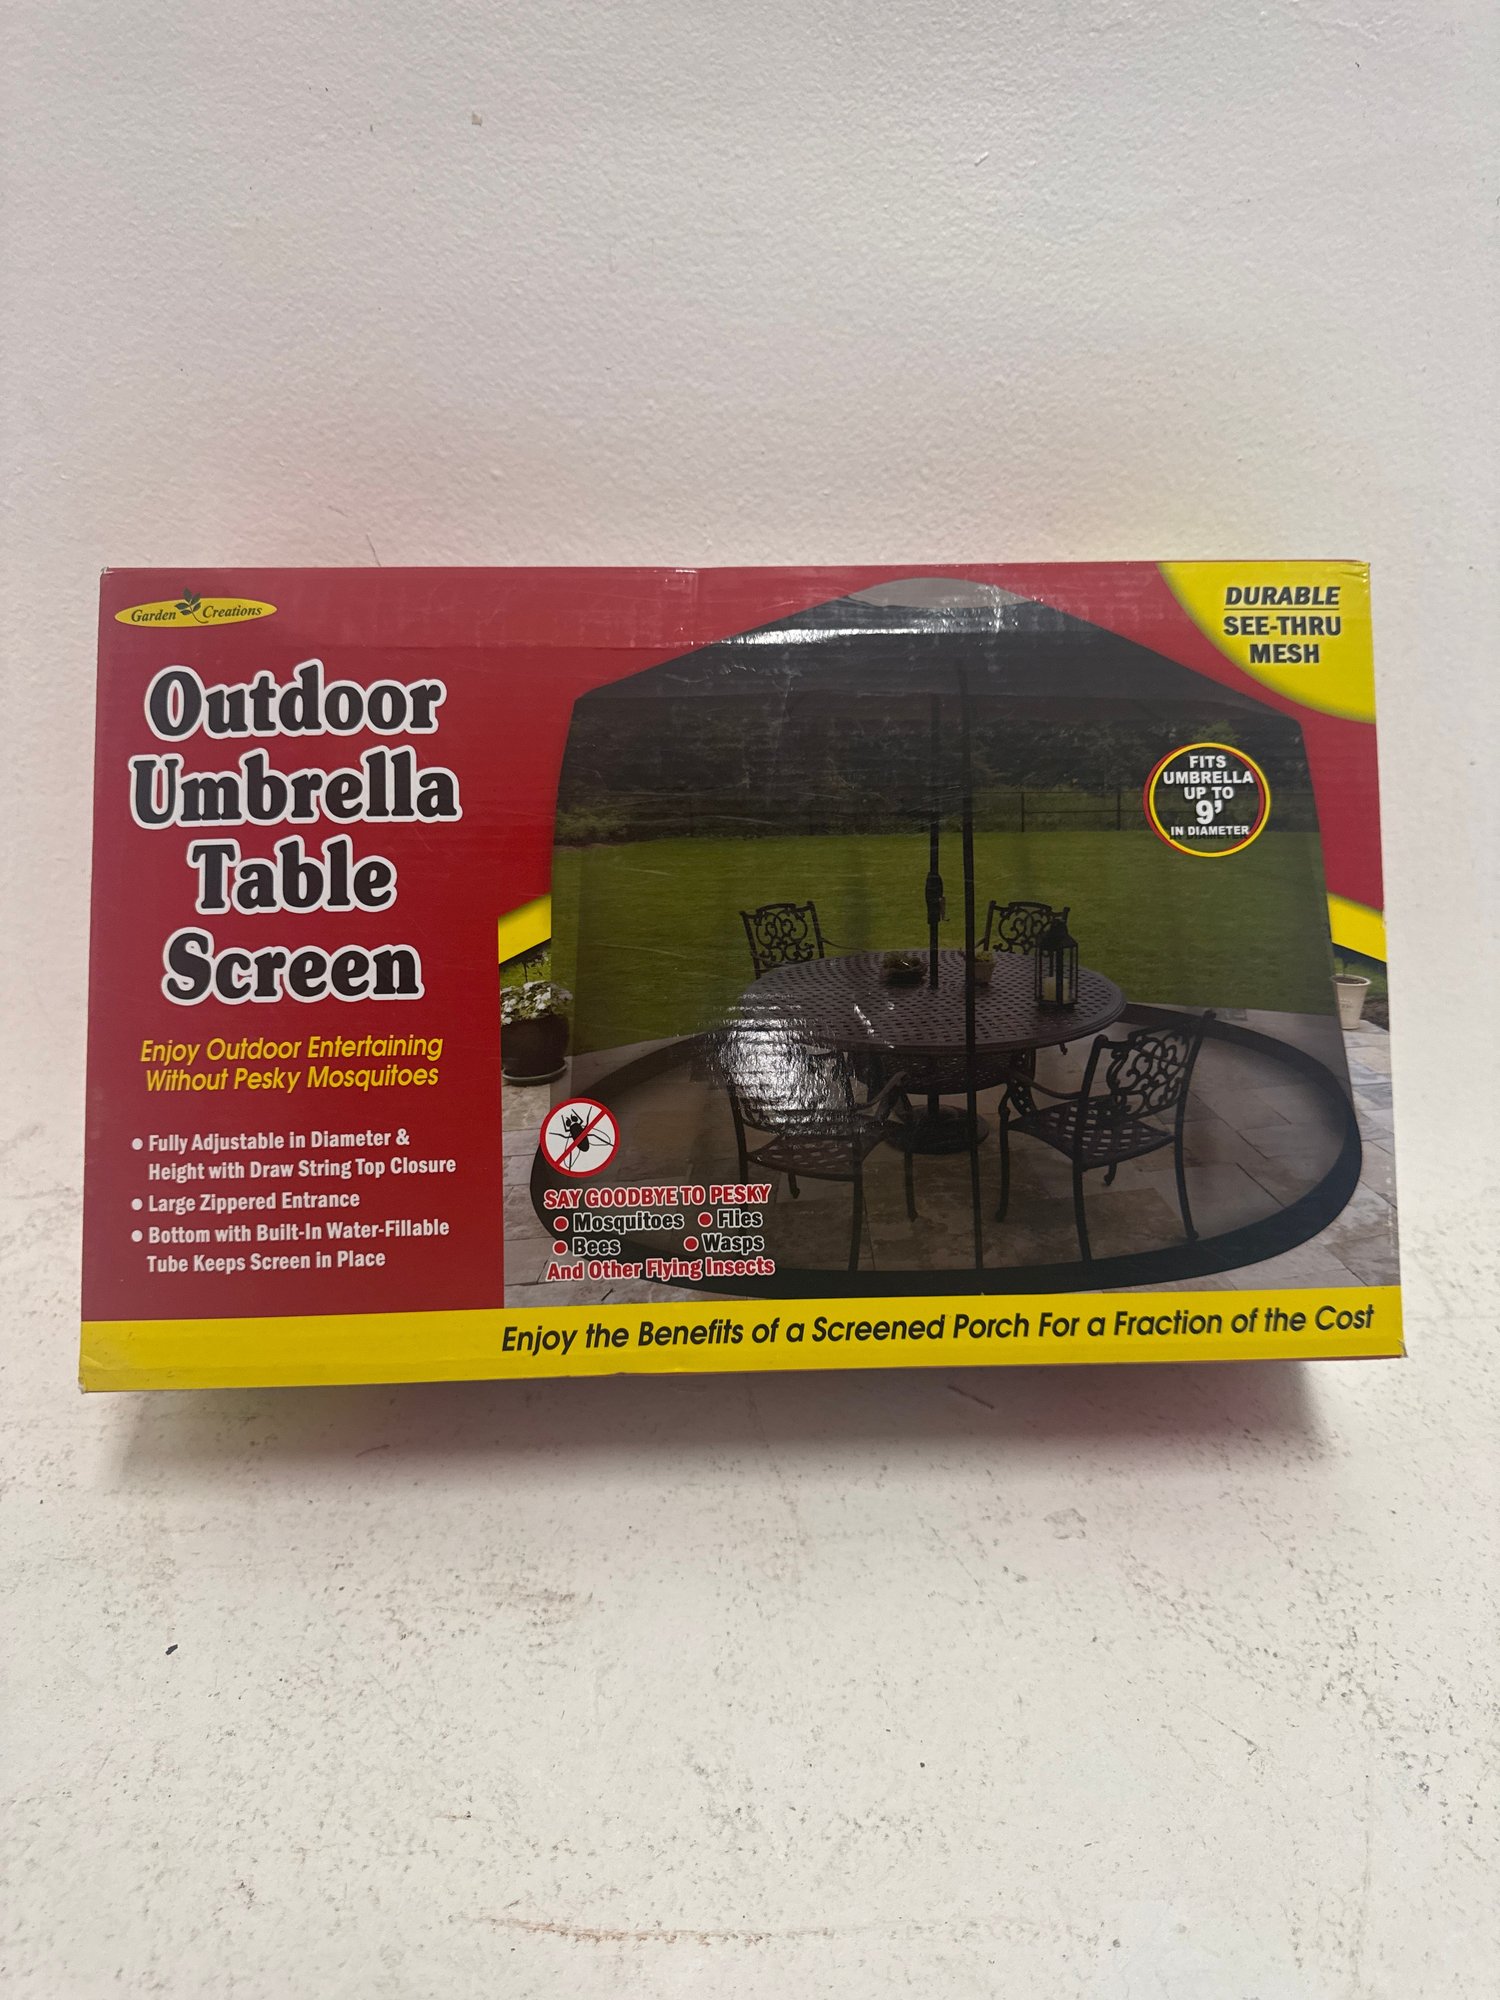 Garden Creations
Outdoor
Umbrella
Table
Screen
Enjoy Outdoor Entertaining
Without Pesky Mosquitoes
• Fully Adjustable in Diameter &
Height with Draw String Top Closure
• Large Zippered Entrance
• Bottom with Built-In Water-Fillable
Tube Keeps Screen in Place
DURABLE
SEE-THRU
MESH
FITS
UMBRELLA
UP TO
9'
IN DIAMETER
SAY GOODBYE TO PESKY
• Mosquitoes • Flies
• Bees • Wasps
And Other Flying Insects
Enjoy the Benefits of a Screened Porch For a Fraction of the Cost